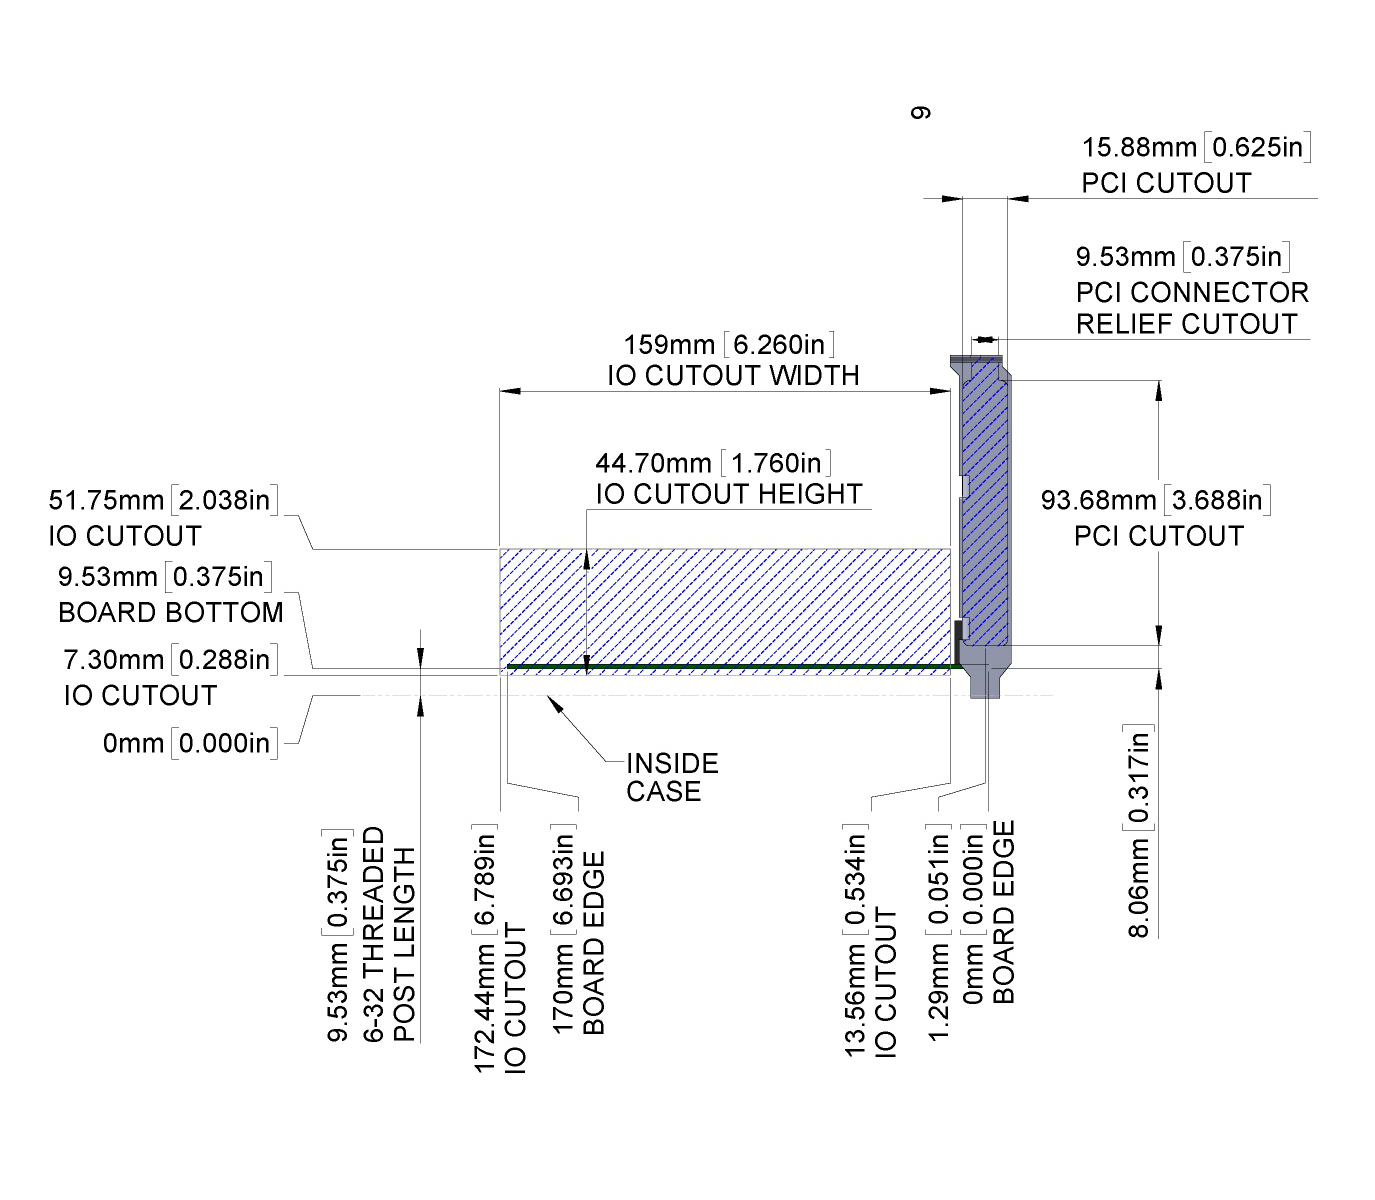 6
15.88mm [0.625in]
PCI CUTOUT
9.53mm [0.375in]
PCI CONNECTOR
RELIEF CUTOUT
159mm [6.260in]
IO CUTOUT WIDTH
44.70mm [1.760in]
IO CUTOUT HEIGHT
51.75mm [2.038in]
IO CUTOUT
93.68mm [3.688in]
PCI CUTOUT
9.53mm [0.375in]
BOARD BOTTOM
7.30mm [0.288in]
IO CUTOUT
0mm [0.000in]
INSIDE
CASE
9.53mm [0.375in]
6-32 THREADED
POST LENGTH
172.44mm [6.789in]
IO CUTOUT
170mm [6.693in]
BOARD EDGE
13.56mm [0.534in]
IO CUTOUT
1.29mm [0.051in]
0mm [0.000in]
BOARD EDGE
8.06mm [0.317in]